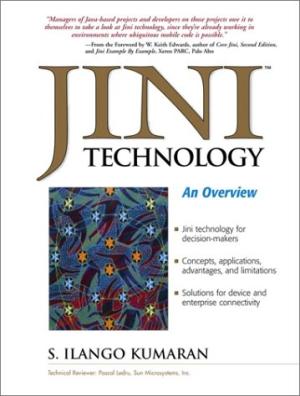 "Managers of Java-based projects and developers on those projects owe it to
themselves to take a look at Jini technology, since they're already working in
environments where ubiquitous mobile code is possible."
—From the Foreword by W. Keith Edwards, author of Core Jini, Second Edition,
and Jini Example By Example, Xerox PARC, Palo Alto
JINI™
TECHNOLOGY
An Overview
Jini technology for
decision-makers
Concepts, applications,
advantages, and limitations
Solutions for device and
enterprise connectivity
S. ILANGO KUMARAN
Technical Reviewer: Pascal Ledru, Sun Microsystems, Inc.